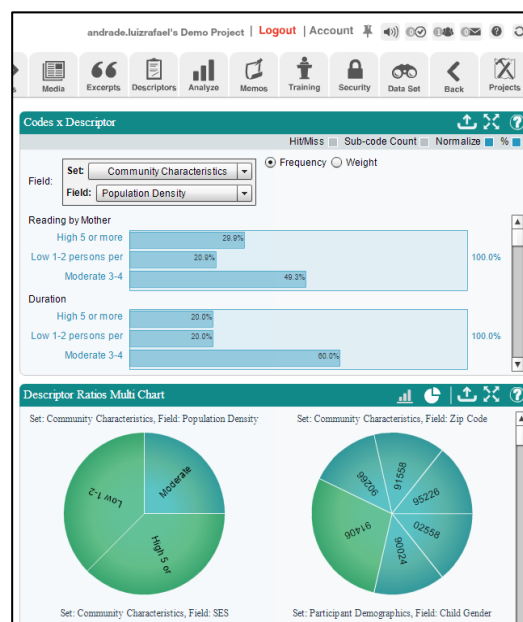 andrade.luizrafael's Demo Project | Logout | Account
s Media Excerpts Descriptors Analyze Memos Training Security Data Set Back Projects
Codes x Descriptor
Hit/Miss Sub-code Count Normalize %
Field: Set: Community Characteristics Frequency Weight
Field: Population Density
Reading by Mother
High 5 or more 29.9%
Low 1-2 persons per 20.9% 100.0%
Moderate 3-4 49.3%
Duration
High 5 or more 20.0%
Low 1-2 persons per 20.0% 100.0%
Moderate 3-4 60.0%
Descriptor Ratios Multi Chart
Set: Community Characteristics, Field: Population Density
Low 1-2
Moderate
High 5 or
Set: Community Characteristics, Field: Zip Code
90266
91558
95226
02558
90024
91406
Set: Community Characteristics, Field: SES
Set: Participant Demographics, Field: Child Gender